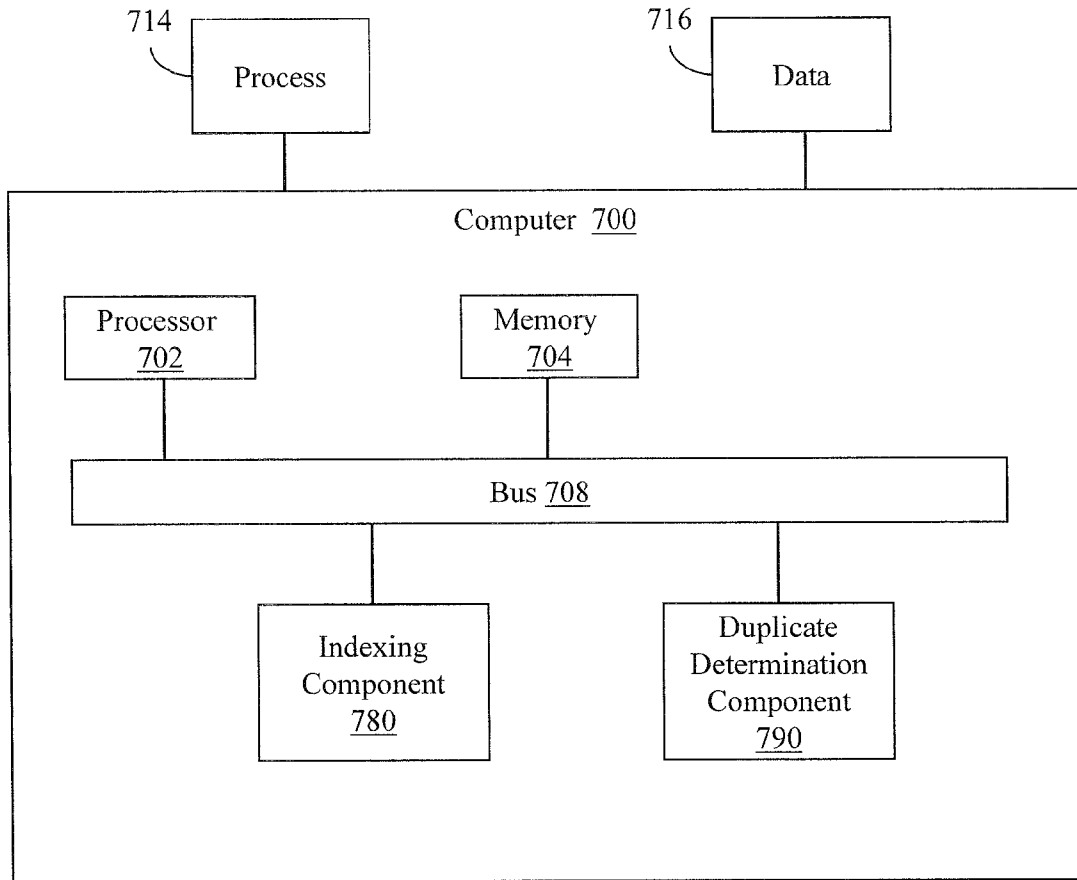 714
Process
716
Data
Computer 700
Processor
702
Memory
704
Bus 708
Indexing
Component
780
Duplicate
Determination
Component
790